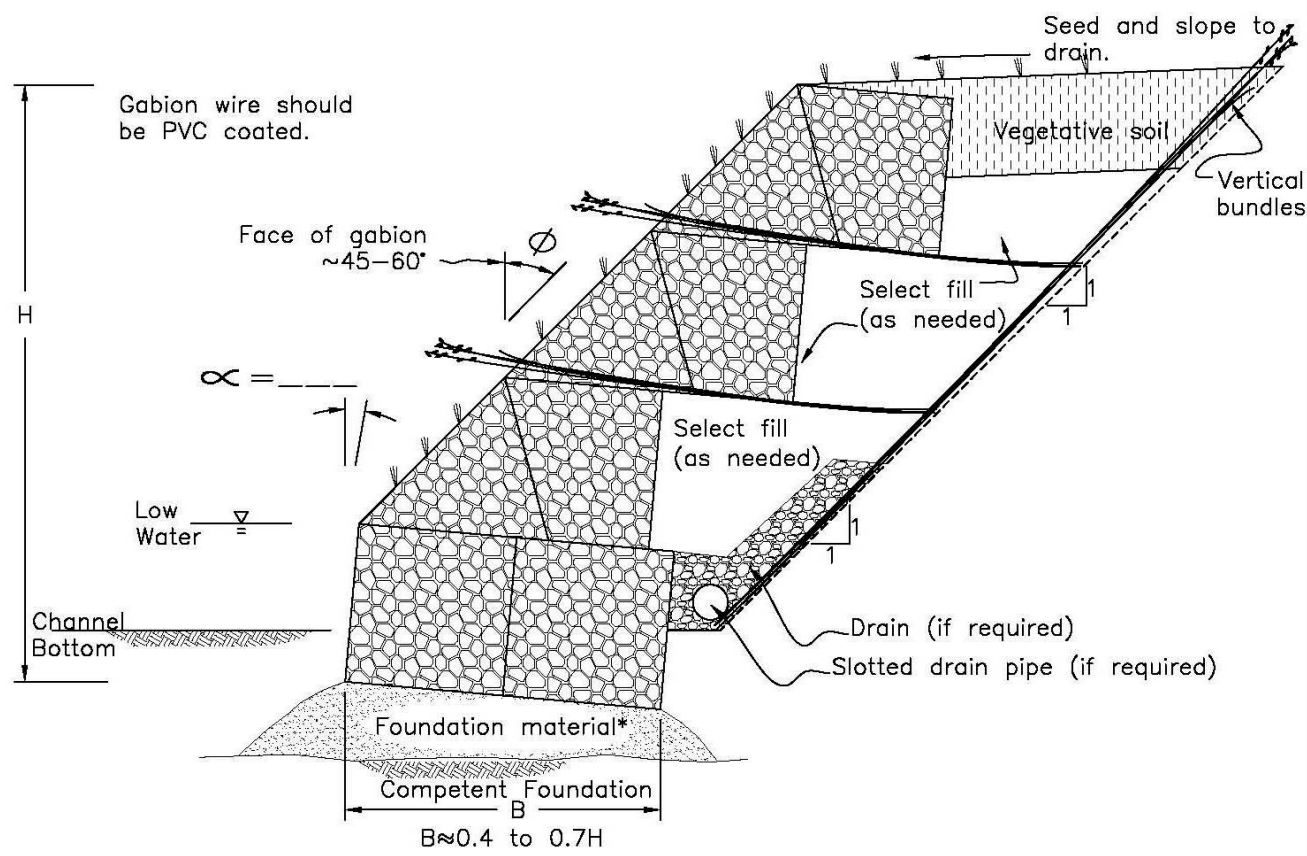 Seed and slope to
drain.
Gabion wire should
be PVC coated.
Vegetative soil
Vertical
bundles
Face of gabion
~45-60°
Ø
H
Select fill
(as needed)
1
1
∝ = ___
Select fill
(as needed)
Low
Water
1
1
Channel
Bottom
Drain (if required)
Slotted drain pipe (if required)
Foundation material*
Competent Foundation
B
B≈0.4 to 0.7H